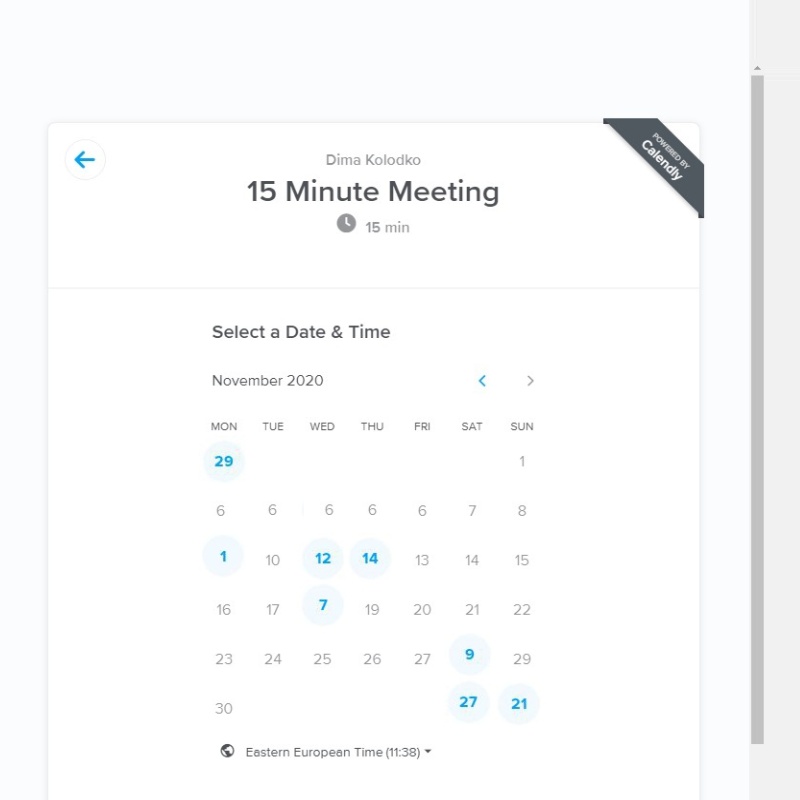 POWERED BY
Calendly
Dima Kolodko
15 Minute Meeting
15 min
Select a Date & Time
November 2020
MON TUE WED THU FRI SAT SUN
29 1
6 6 6 6 6 7 8
1 10 12 14 13 14 15
16 17 7 19 20 21 22
23 24 25 26 27 9 29
30 27 21
Eastern European Time (11:38)